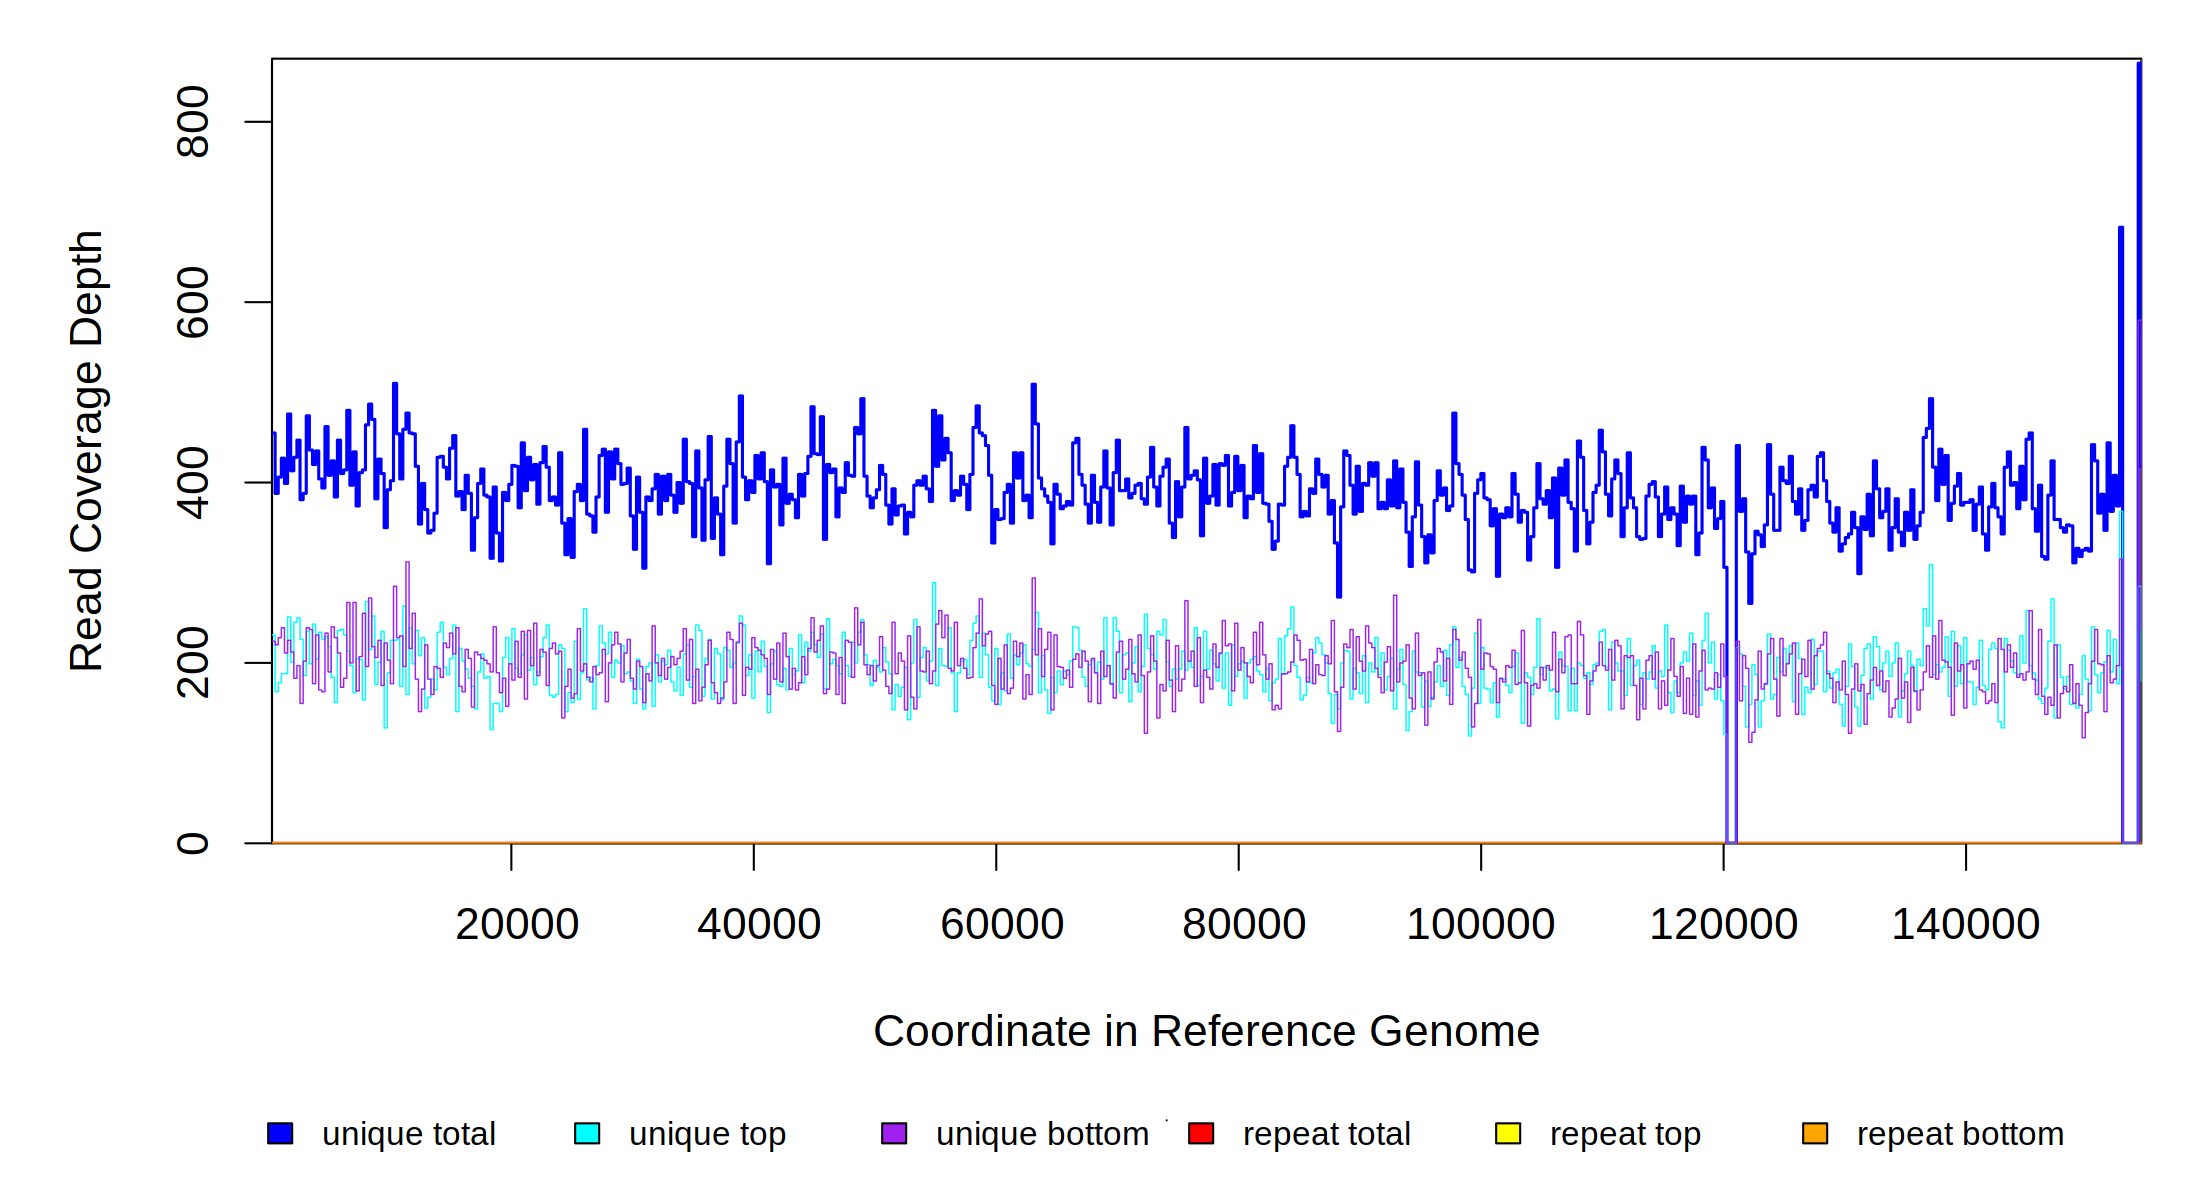 Read Coverage Depth
800
600
400
200
0
20000 40000 60000 80000 100000 120000 140000
Coordinate in Reference Genome
unique total unique top unique bottom repeat total repeat top repeat bottom